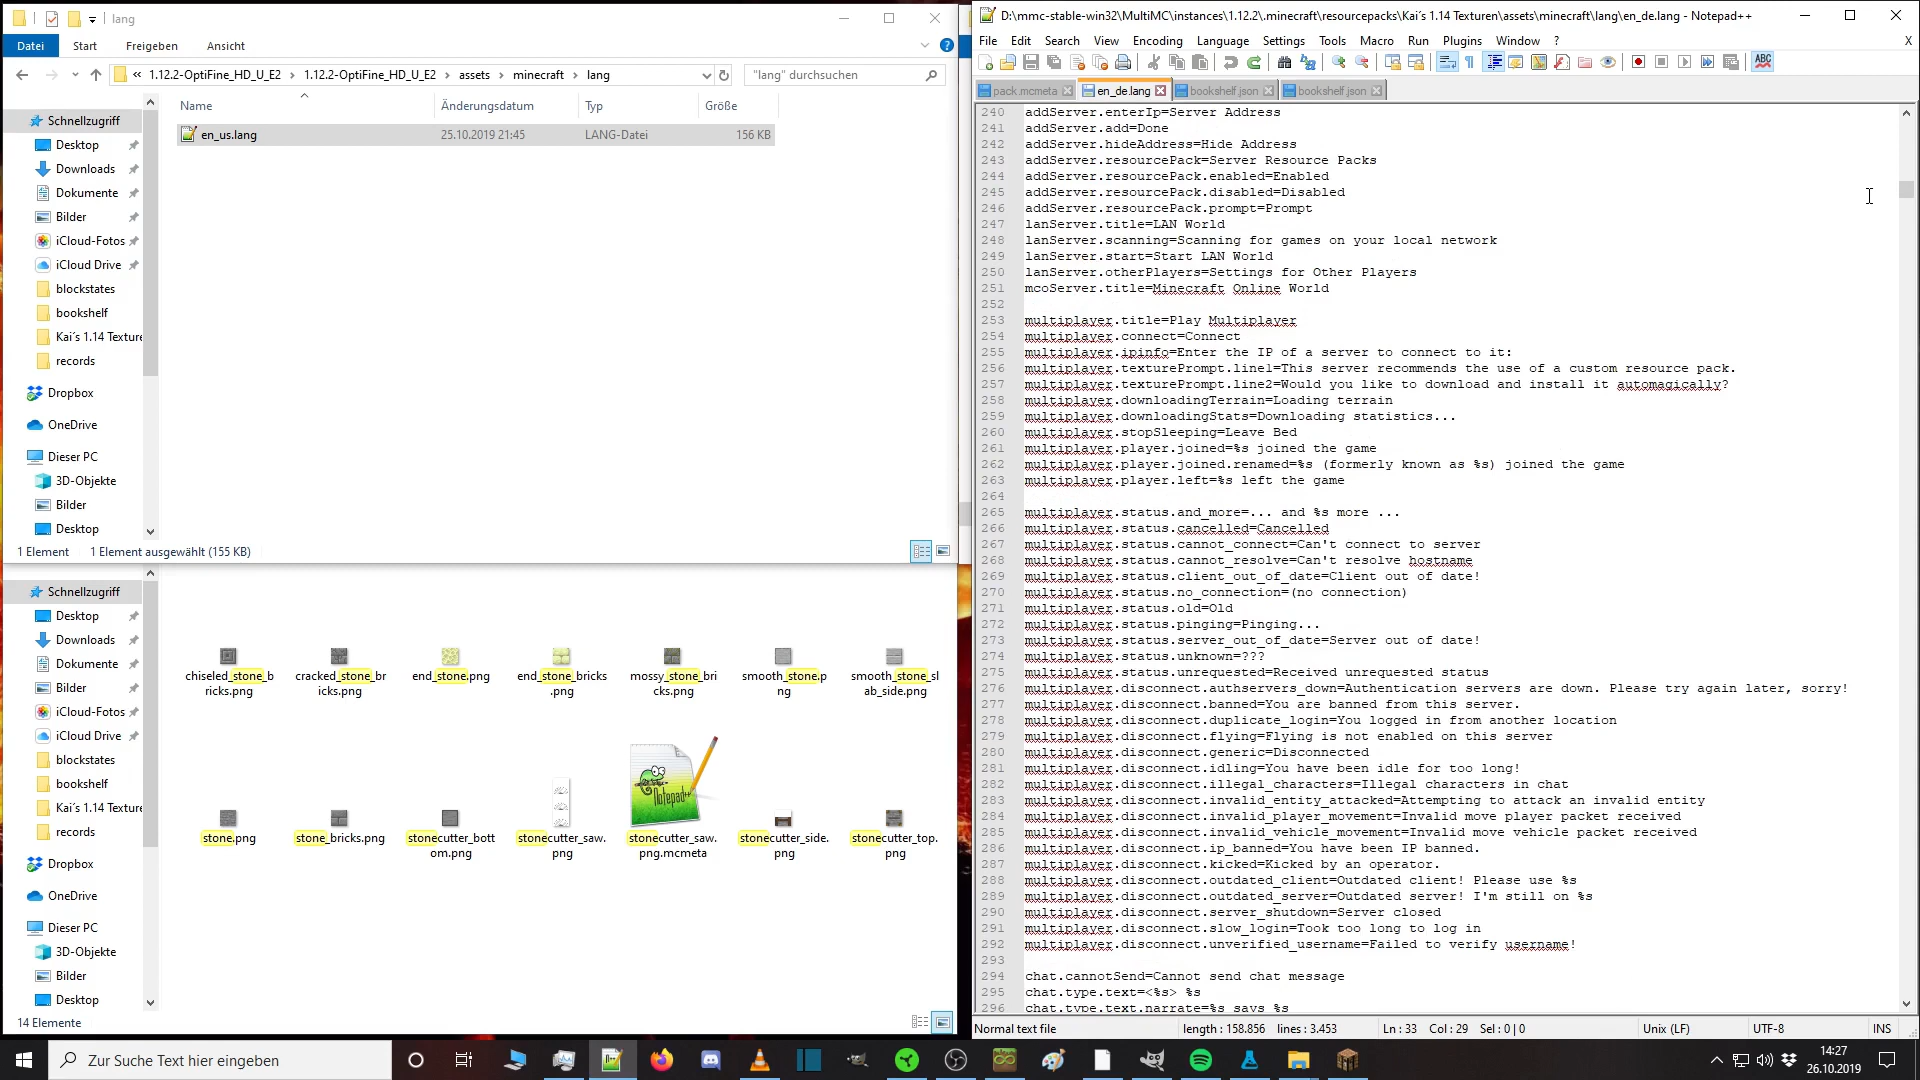 lang
Datei Start Freigeben Ansicht
« 1.12.2-OptiFine_HD_U_E2 > 1.12.2-OptiFine_HD_U_E2 > assets > minecraft > lang
"lang" durchsuchen
Name Änderungsdatum Typ Größe
en_us.lang 25.10.2019 21:45 LANG-Datei 156 KB
Schnellzugriff
Desktop
Downloads
Dokumente
Bilder
iCloud-Fotos
iCloud Drive
blockstates
bookshelf
Kai´s 1.14 Texture
records
Dropbox
OneDrive
Dieser PC
3D-Objekte
Bilder
Desktop
1 Element 1 Element ausgewählt (155 KB)
Schnellzugriff
Desktop
Downloads
Dokumente
Bilder
iCloud-Fotos
iCloud Drive
blockstates
bookshelf
Kai´s 1.14 Texture
records
Dropbox
OneDrive
Dieser PC
3D-Objekte
Bilder
Desktop
14 Elemente
chiseled_stone_b
ricks.png
cracked_stone_br
icks.png
end_stone.png
end_stone_bricks
.png
mossy_stone_bri
cks.png
smooth_stone.p
ng
smooth_stone_sl
ab_side.png
stone.png
stone_bricks.png
stonecutter_bott
om.png
stonecutter_saw.
png
Notepad++
stonecutter_saw.
png.mcmeta
stonecutter_side.
png
stonecutter_top.
png
D:\mmc-stable-win32\MultiMC\instances\1.12.2\.minecraft\resourcepacks\Kai's 1.14 Texturen\assets\minecraft\lang\en_de.lang - Notepad++
File Edit Search View Encoding Language Settings Tools Macro Run Plugins Window ? X
ABC
pack.mcmeta en_de.lang bookshelf.json bookshelf.json
240 addServer.enterIp=Server Address
241 addServer.add=Done
242 addServer.hideAddress=Hide Address
243 addServer.resourcePack=Server Resource Packs
244 addServer.resourcePack.enabled=Enabled
245 addServer.resourcePack.disabled=Disabled
246 addServer.resourcePack.prompt=Prompt
247 lanServer.title=LAN World
248 lanServer.scanning=Scanning for games on your local network
249 lanServer.start=Start LAN World
250 lanServer.otherPlayers=Settings for Other Players
251 mcoServer.title=Minecraft Online World
252
253 multiplayer.title=Play Multiplayer
254 multiplayer.connect=Connect
255 multiplayer.ipinfo=Enter the IP of a server to connect to it:
256 multiplayer.texturePrompt.line1=This server recommends the use of a custom resource pack.
257 multiplayer.texturePrompt.line2=Would you like to download and install it automagically?
258 multiplayer.downloadingTerrain=Loading terrain
259 multiplayer.downloadingStats=Downloading statistics...
260 multiplayer.stopSleeping=Leave Bed
261 multiplayer.player.joined=%s joined the game
262 multiplayer.player.joined.renamed=%s (formerly known as %s) joined the game
263 multiplayer.player.left=%s left the game
264
265 multiplayer.status.and_more=... and %s more ...
266 multiplayer.status.cancelled=Cancelled
267 multiplayer.status.cannot_connect=Can't connect to server
268 multiplayer.status.cannot_resolve=Can't resolve hostname
269 multiplayer.status.client_out_of_date=Client out of date!
270 multiplayer.status.no_connection=(no connection)
271 multiplayer.status.old=Old
272 multiplayer.status.pinging=Pinging...
273 multiplayer.status.server_out_of_date=Server out of date!
274 multiplayer.status.unknown=???
275 multiplayer.status.unrequested=Received unrequested status
276 multiplayer.disconnect.authservers_down=Authentication servers are down. Please try again later, sorry!
277 multiplayer.disconnect.banned=You are banned from this server.
278 multiplayer.disconnect.duplicate_login=You logged in from another location
279 multiplayer.disconnect.flying=Flying is not enabled on this server
280 multiplayer.disconnect.generic=Disconnected
281 multiplayer.disconnect.idling=You have been idle for too long!
282 multiplayer.disconnect.illegal_characters=Illegal characters in chat
283 multiplayer.disconnect.invalid_entity_attacked=Attempting to attack an invalid entity
284 multiplayer.disconnect.invalid_player_movement=Invalid move player packet received
285 multiplayer.disconnect.invalid_vehicle_movement=Invalid move vehicle packet received
286 multiplayer.disconnect.ip_banned=You have been IP banned.
287 multiplayer.disconnect.kicked=Kicked by an operator.
288 multiplayer.disconnect.outdated_client=Outdated client! Please use %s
289 multiplayer.disconnect.outdated_server=Outdated server! I'm still on %s
290 multiplayer.disconnect.server_shutdown=Server closed
291 multiplayer.disconnect.slow_login=Took too long to log in
292 multiplayer.disconnect.unverified_username=Failed to verify username!
293
294 chat.cannotSend=Cannot send chat message
295 chat.type.text=<%s> %s
296 chat.type.text.narrate=%s says %s
Normal text file length : 158.856 lines : 3.453 Ln : 33 Col : 29 Sel : 0 | 0 Unix (LF) UTF-8 INS
Zur Suche Text hier eingeben
14:27
26.10.2019